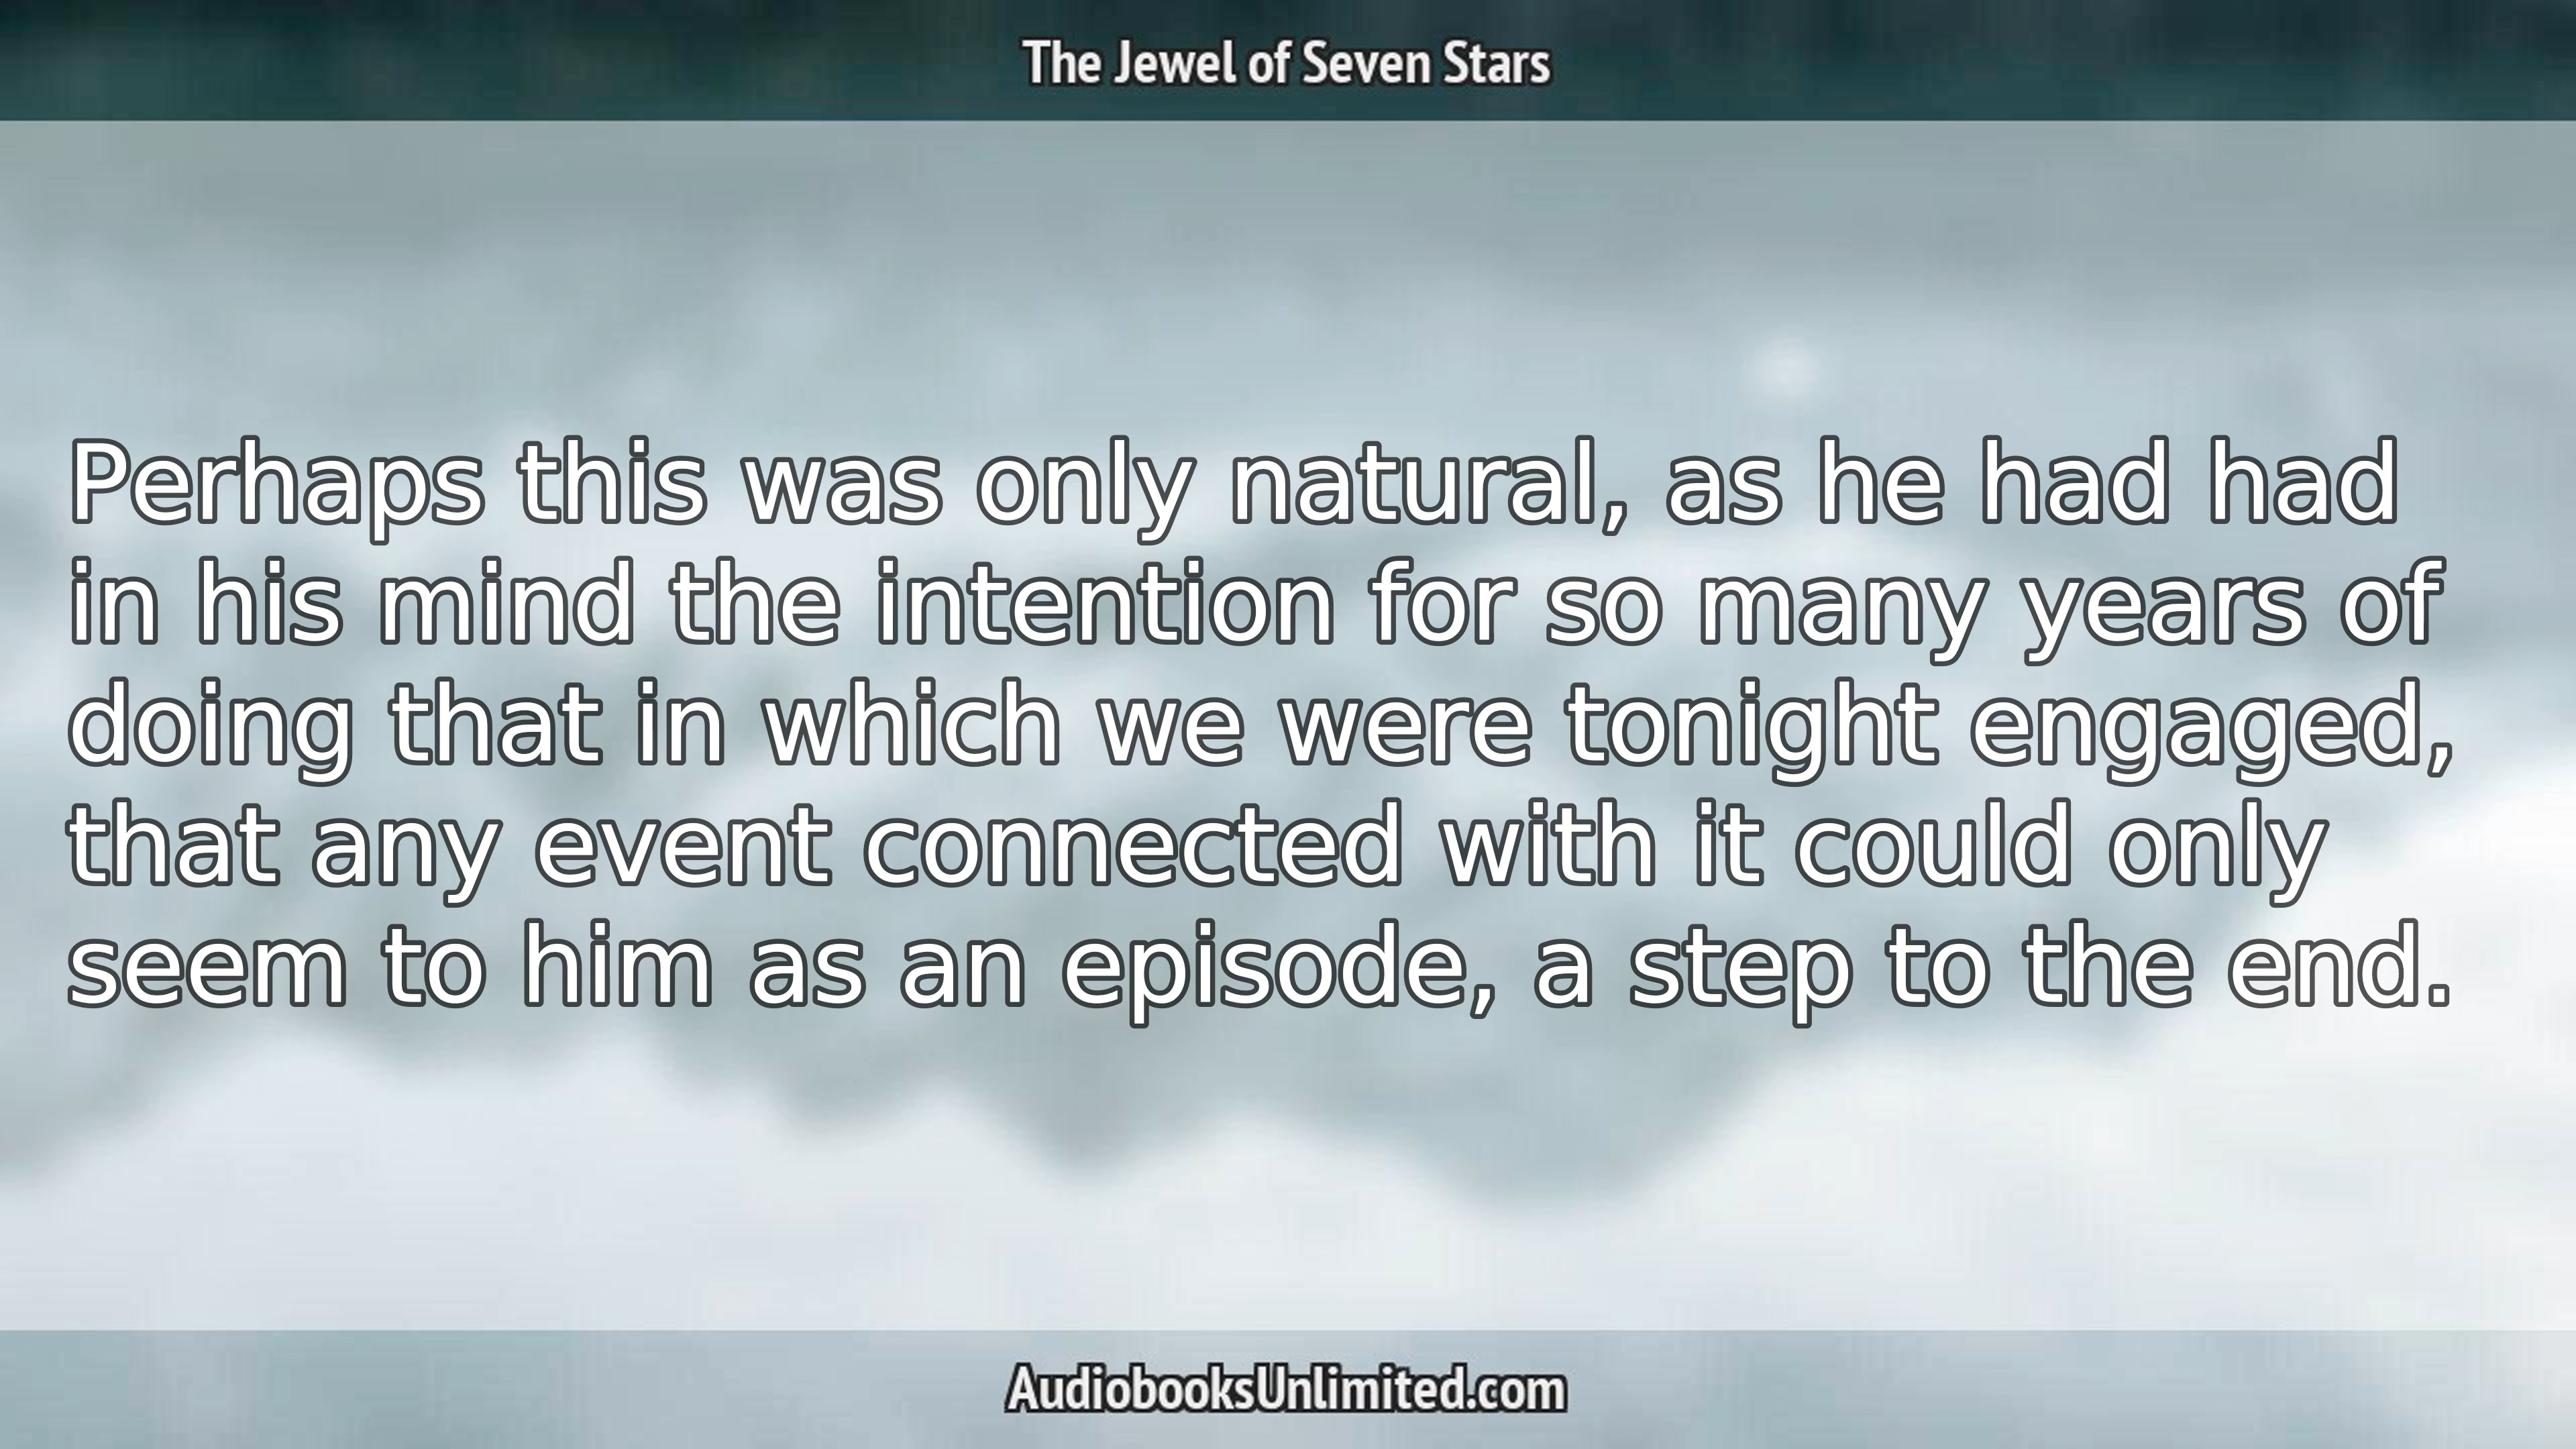 The Jewel of Seven Stars
Perhaps this was only natural, as he had had
in his mind the intention for so many years of
doing that in which we were tonight engaged,
that any event connected with it could only
seem to him as an episode, a step to the end.
AudiobooksUnlimited.com